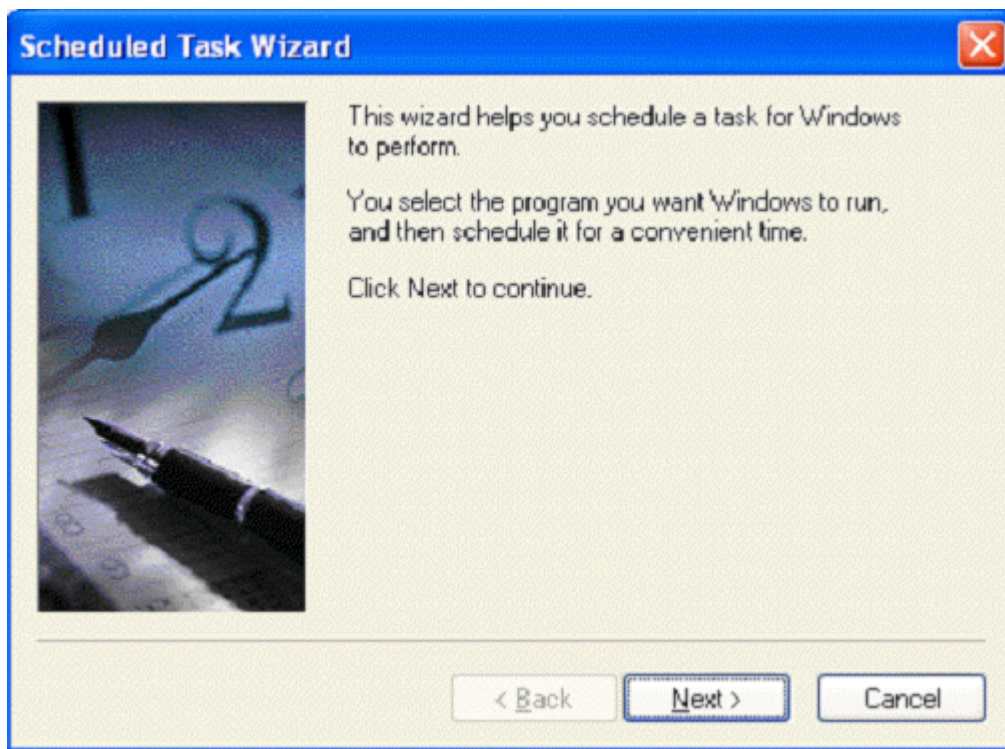 Scheduled Task Wizard
This wizard helps you schedule a task for Windows
to perform.
You select the program you want Windows to run,
and then schedule it for a convenient time.
Click Next to continue.
2
< Back
Next >
Cancel